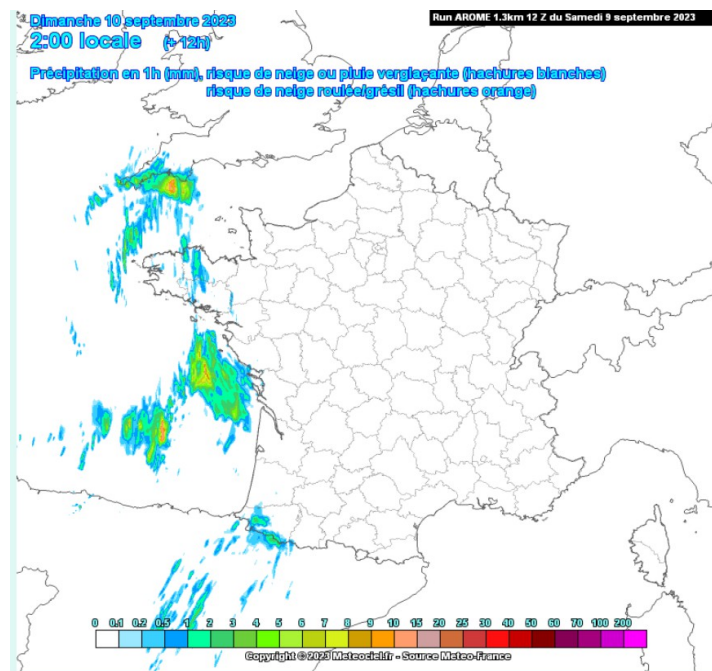 Dimanche 10 septembre 2023
Run AROME 1.3km 12 Z du Samedi 9 septembre 2023
2:00 locale (+ 12h)
Précipitation en 1h (mm), risque de neige ou pluie verglaçante (hachures blanches)
risque de neige roulée/grésil (hachures orange)
0 0.1 0.2 0.5 1 2 3 4 5 6 7 8 9 10 15 20 25 30 40 50 60 70 100 200
Copyright © 2023 Meteociel.fr - Source Meteo-France